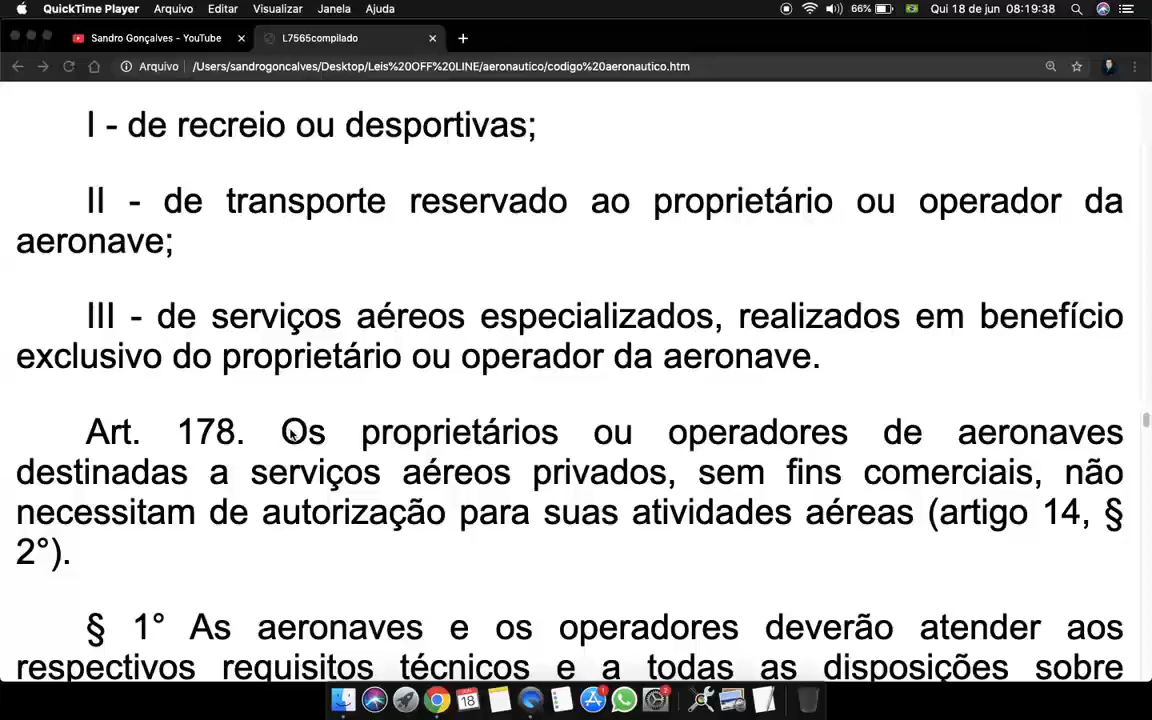 QuickTime Player Arquivo Editar Visualizar Janela Ajuda 66% Qui 18 de jun 08:19:38
Sandro Gonçalves - YouTube L7565compilado
Arquivo /Users/sandrogoncalves/Desktop/Leis%20OFF%20LINE/aeronautico/codigo%20aeronautico.htm
I - de recreio ou desportivas;
II - de transporte reservado ao proprietário ou operador da
aeronave;
III - de serviços aéreos especializados, realizados em benefício
exclusivo do proprietário ou operador da aeronave.
Art. 178. Os proprietários ou operadores de aeronaves
destinadas a serviços aéreos privados, sem fins comerciais, não
necessitam de autorização para suas atividades aéreas (artigo 14, §
2°).
§ 1° As aeronaves e os operadores deverão atender aos
respectivos requisitos técnicos e a todas as disposições sobre
18